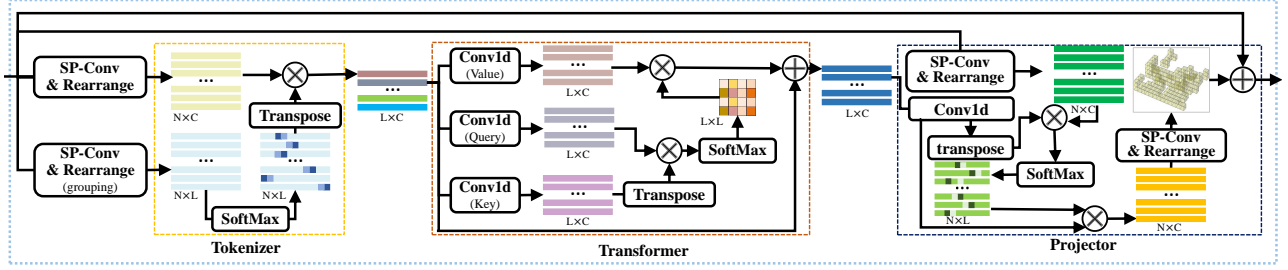 SP-Conv
& Rearrange
...
N×C
Transpose
SP-Conv
& Rearrange
(grouping)
...
N×L
...
N×L
SoftMax
Tokenizer
...
L×C
Conv1d
(Value)
...
L×C
Conv1d
(Query)
...
L×C
Conv1d
(Key)
...
L×C
Transpose
L×L
SoftMax
Transformer
...
L×C
SP-Conv
& Rearrange
...
N×C
Conv1d
transpose
SoftMax
...
N×L
SP-Conv
& Rearrange
...
N×C
Projector